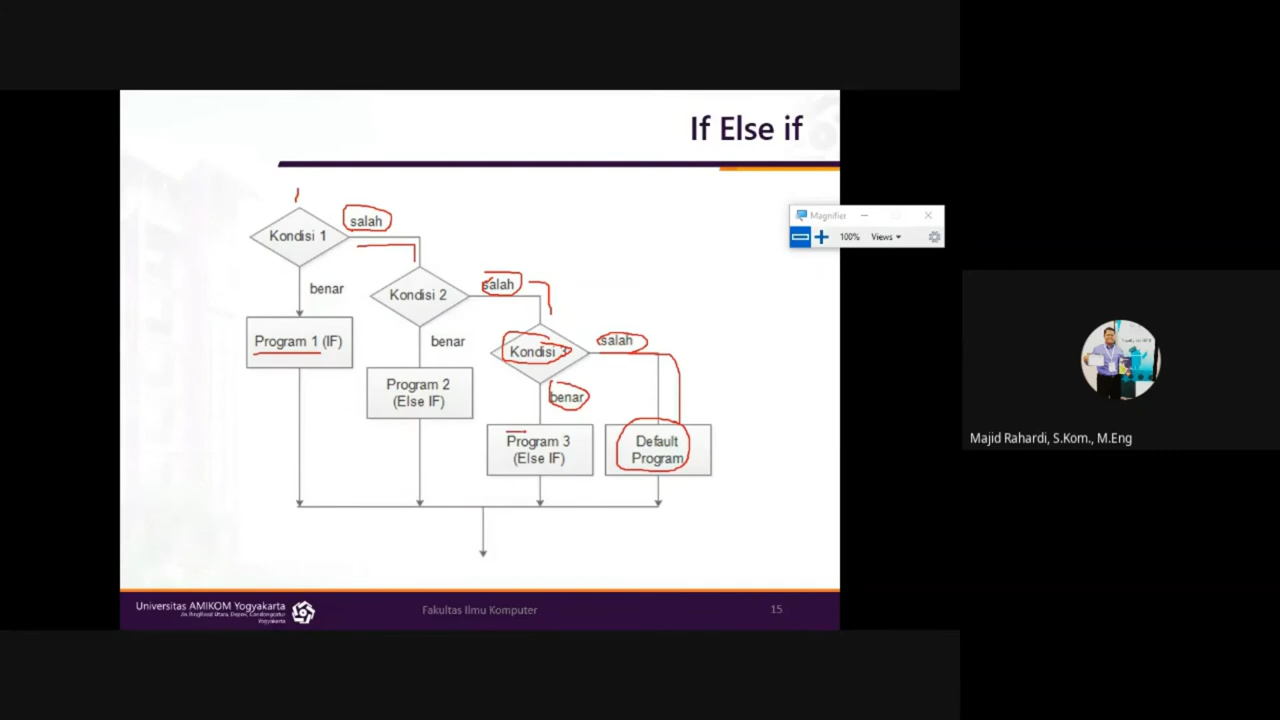 If Else if
Kondisi 1
salah
benar
Program 1 (IF)
Kondisi 2
salah
benar
Program 2
(Else IF)
Kondisi 3
salah
benar
Program 3
(Else IF)
Default
Program
Universitas AMIKOM Yogyakarta
Jln. Ringroad Utara, Depok, Condongcatur
Yogyakarta
Fakultas Ilmu Komputer
15
Magnifier
100%
Views
Majid Rahardi, S.Kom., M.Eng